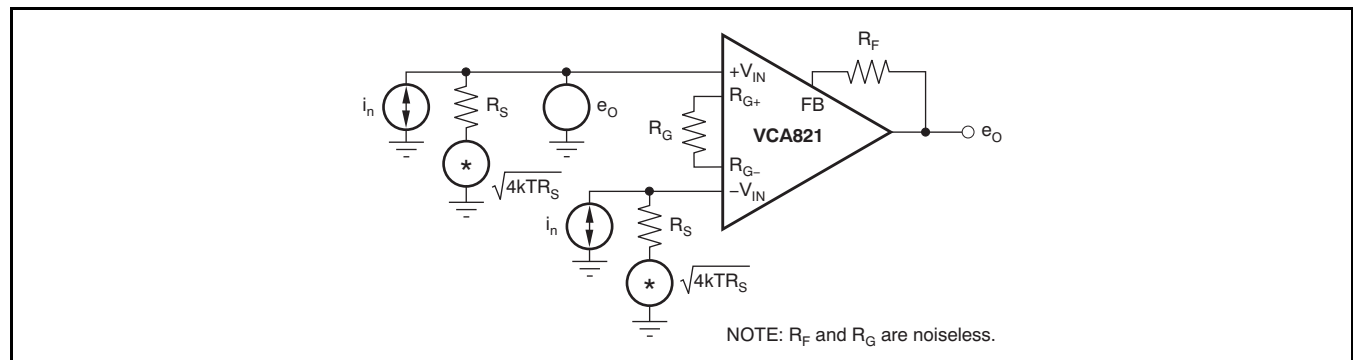 R_F
+V_IN
R_G+
FB
i_n
R_S
e_O
R_G
VCA821
e_O
R_G–
–V_IN
*
√4kTR_S
i_n
R_S
*
√4kTR_S
NOTE: R_F and R_G are noiseless.